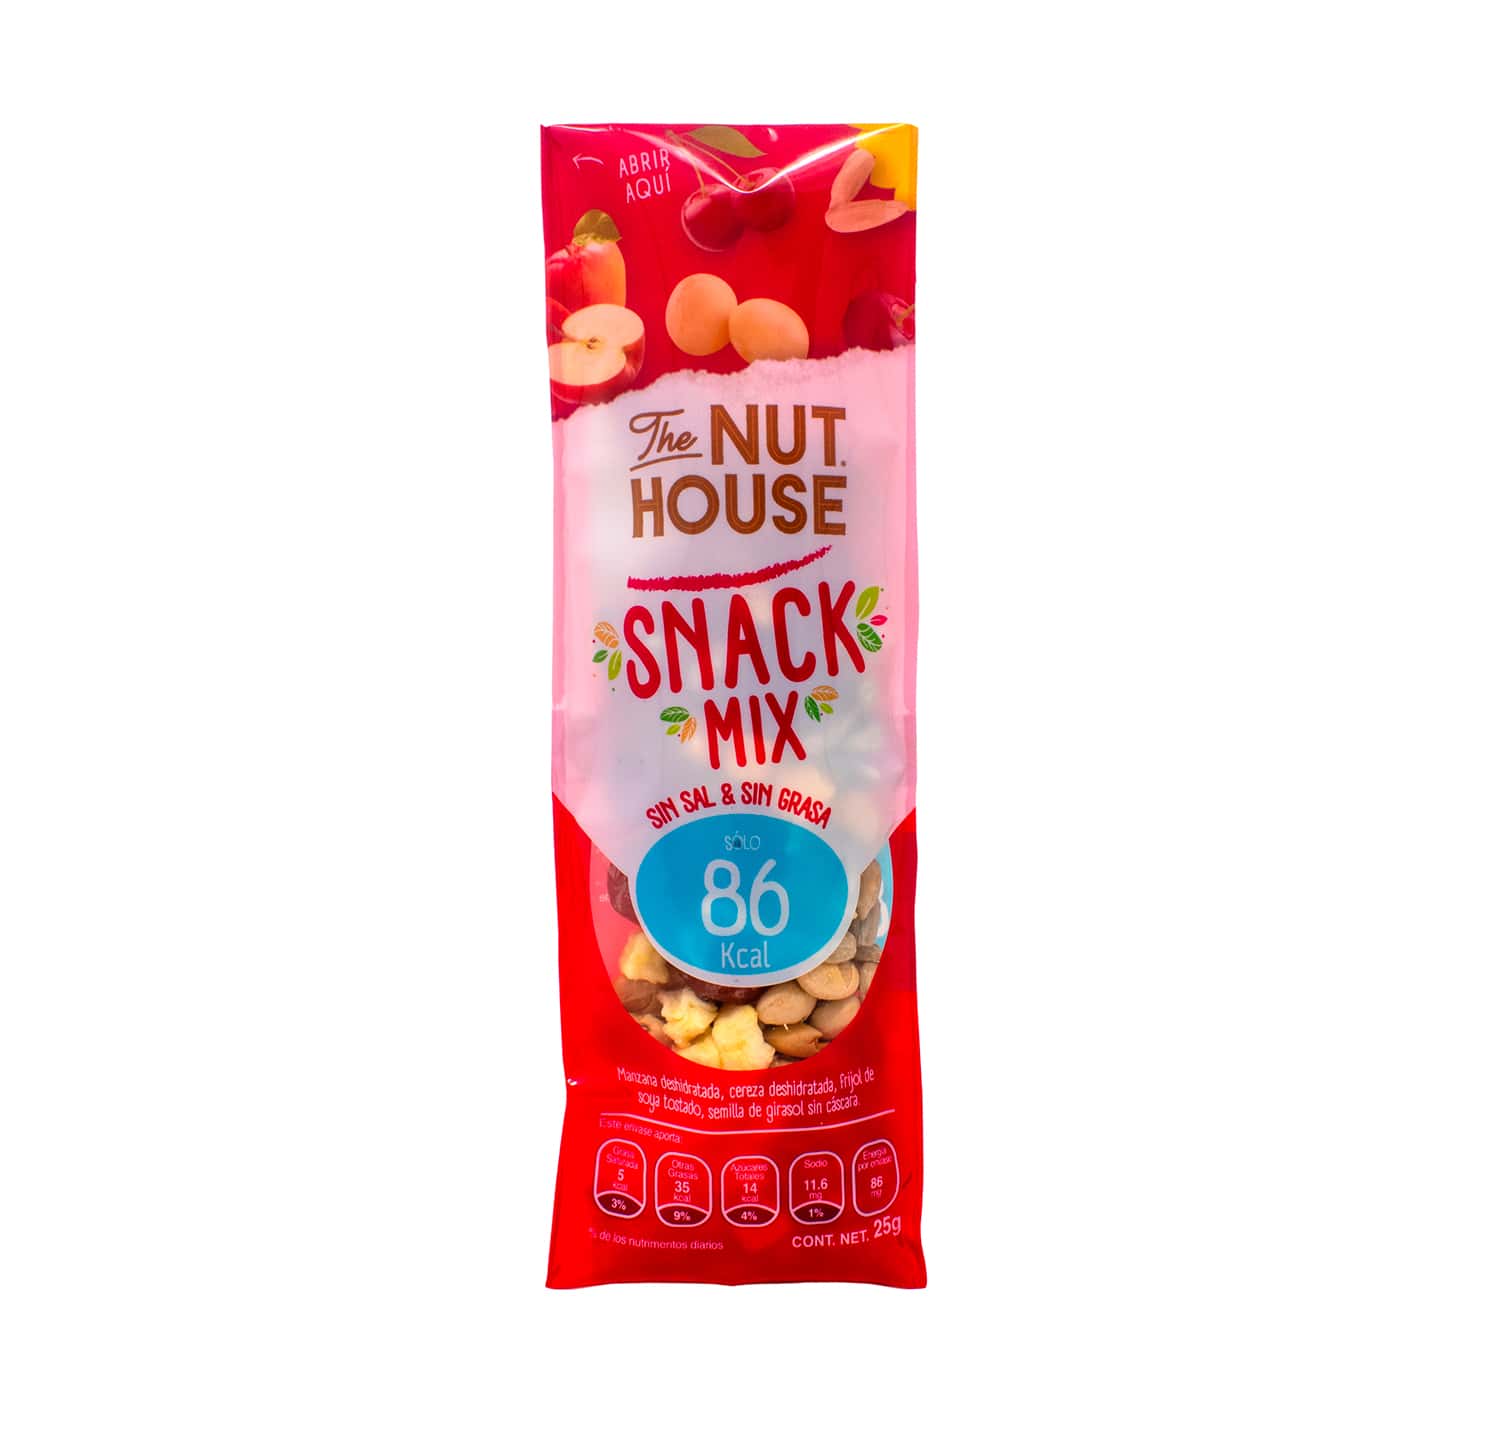 ← ABRIR
AQUÍ
The NUT
HOUSE®
SNACK
MIX
SIN SAL & SIN GRASA
SÓLO
86
Kcal
Manzana deshidratada, cereza deshidratada, frijol de
soya tostado, semilla de girasol sin cáscara.
Este envase aporta:
Grasa
Saturada
5
kcal
3%
Otras
Grasas
35
kcal
9%
Azúcares
Totales
14
kcal
4%
Sodio
11.6
mg
1%
Energía
por envase
86
mg
% de los nutrimentos diarios
CONT. NET. 25g